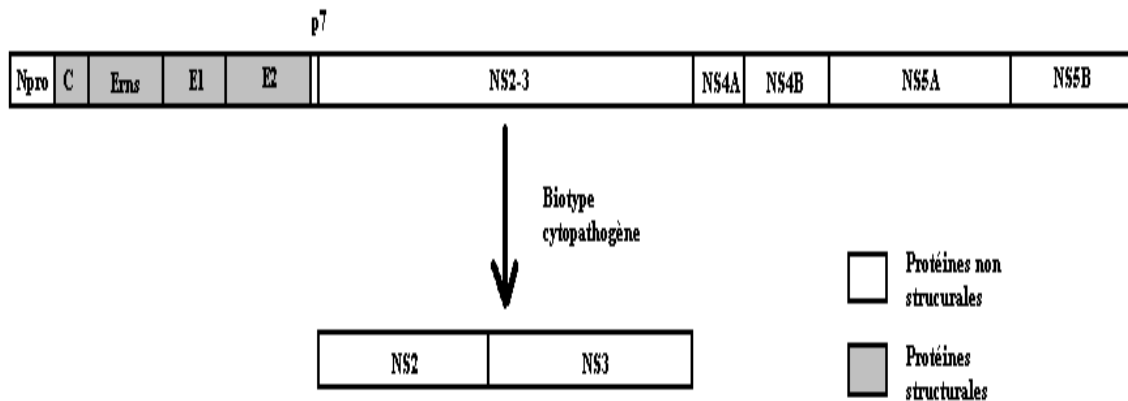 p7
Npro C Erns E1 E2 NS2-3 NS4A NS4B NS5A NS5B
Biotype
cytopathogène
Protéines non
strucurales
NS2 NS3
Protéines
structurales